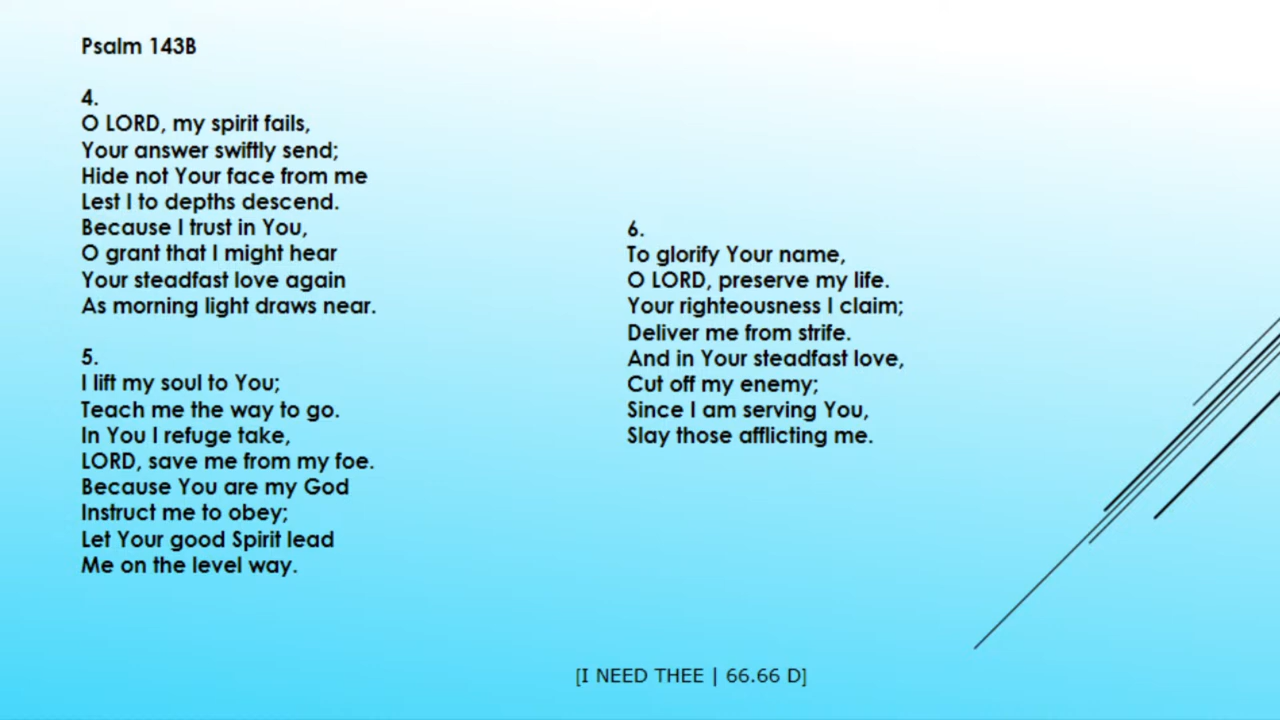 Psalm 143B
4.
O LORD, my spirit fails,
Your answer swiftly send;
Hide not Your face from me
Lest I to depths descend.
Because I trust in You,
O grant that I might hear
Your steadfast love again
As morning light draws near.
5.
I lift my soul to You;
Teach me the way to go.
In You I refuge take,
LORD, save me from my foe.
Because You are my God
Instruct me to obey;
Let Your good Spirit lead
Me on the level way.
6.
To glorify Your name,
O LORD, preserve my life.
Your righteousness I claim;
Deliver me from strife.
And in Your steadfast love,
Cut off my enemy;
Since I am serving You,
Slay those afflicting me.
[I NEED THEE | 66.66 D]